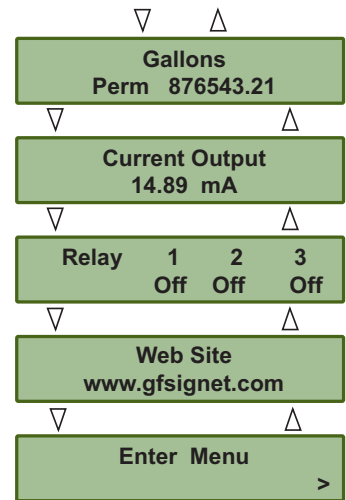 Gallons
Perm 876543.21
Current Output
14.89 mA
Relay 1 2 3
Off Off Off
Web Site
www.gfsignet.com
Enter Menu
>